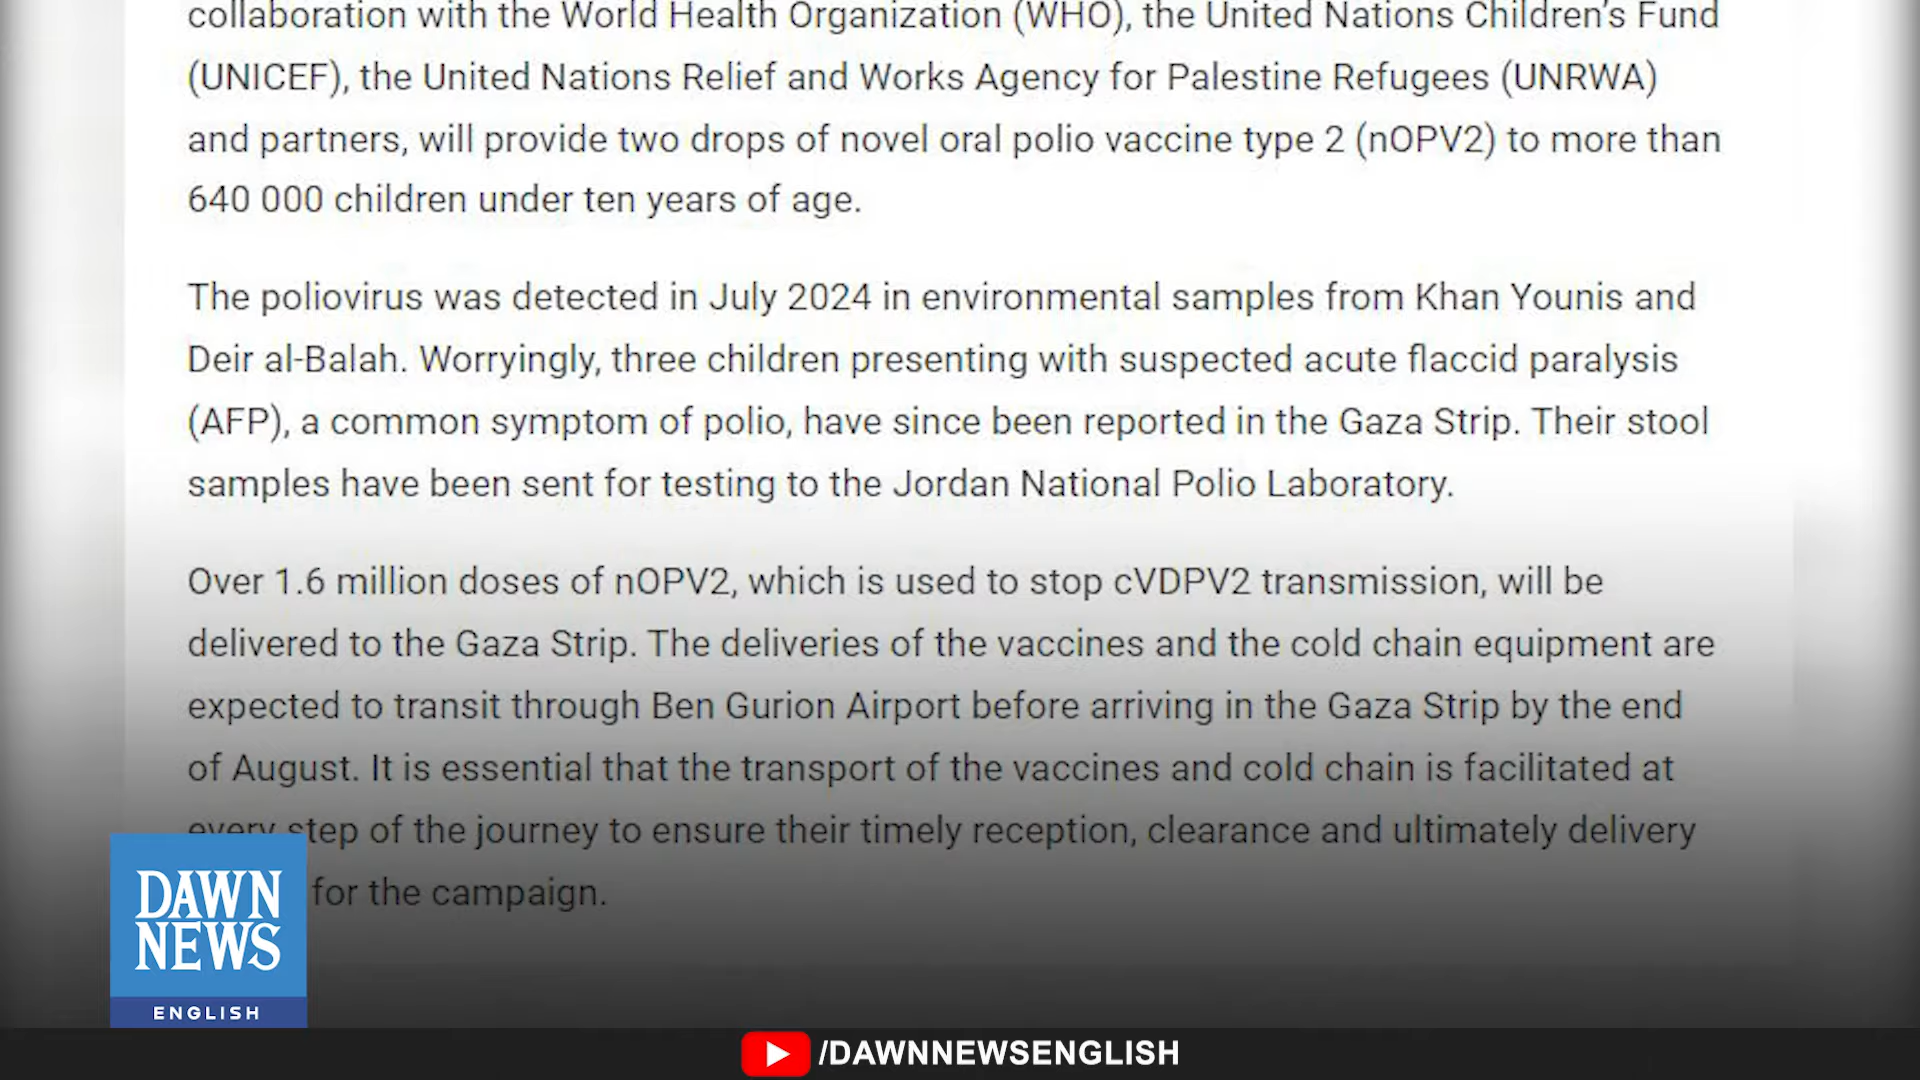 collaboration with the World Health Organization (WHO), the United Nations Children's Fund
(UNICEF), the United Nations Relief and Works Agency for Palestine Refugees (UNRWA)
and partners, will provide two drops of novel oral polio vaccine type 2 (nOPV2) to more than
640 000 children under ten years of age.
The poliovirus was detected in July 2024 in environmental samples from Khan Younis and
Deir al-Balah. Worryingly, three children presenting with suspected acute flaccid paralysis
(AFP), a common symptom of polio, have since been reported in the Gaza Strip. Their stool
samples have been sent for testing to the Jordan National Polio Laboratory.
Over 1.6 million doses of nOPV2, which is used to stop cVDPV2 transmission, will be
delivered to the Gaza Strip. The deliveries of the vaccines and the cold chain equipment are
expected to transit through Ben Gurion Airport before arriving in the Gaza Strip by the end
of August. It is essential that the transport of the vaccines and cold chain is facilitated at
every step of the journey to ensure their timely reception, clearance and ultimately delivery
for the campaign.
DAWN
NEWS
ENGLISH
/DAWNNEWSENGLISH